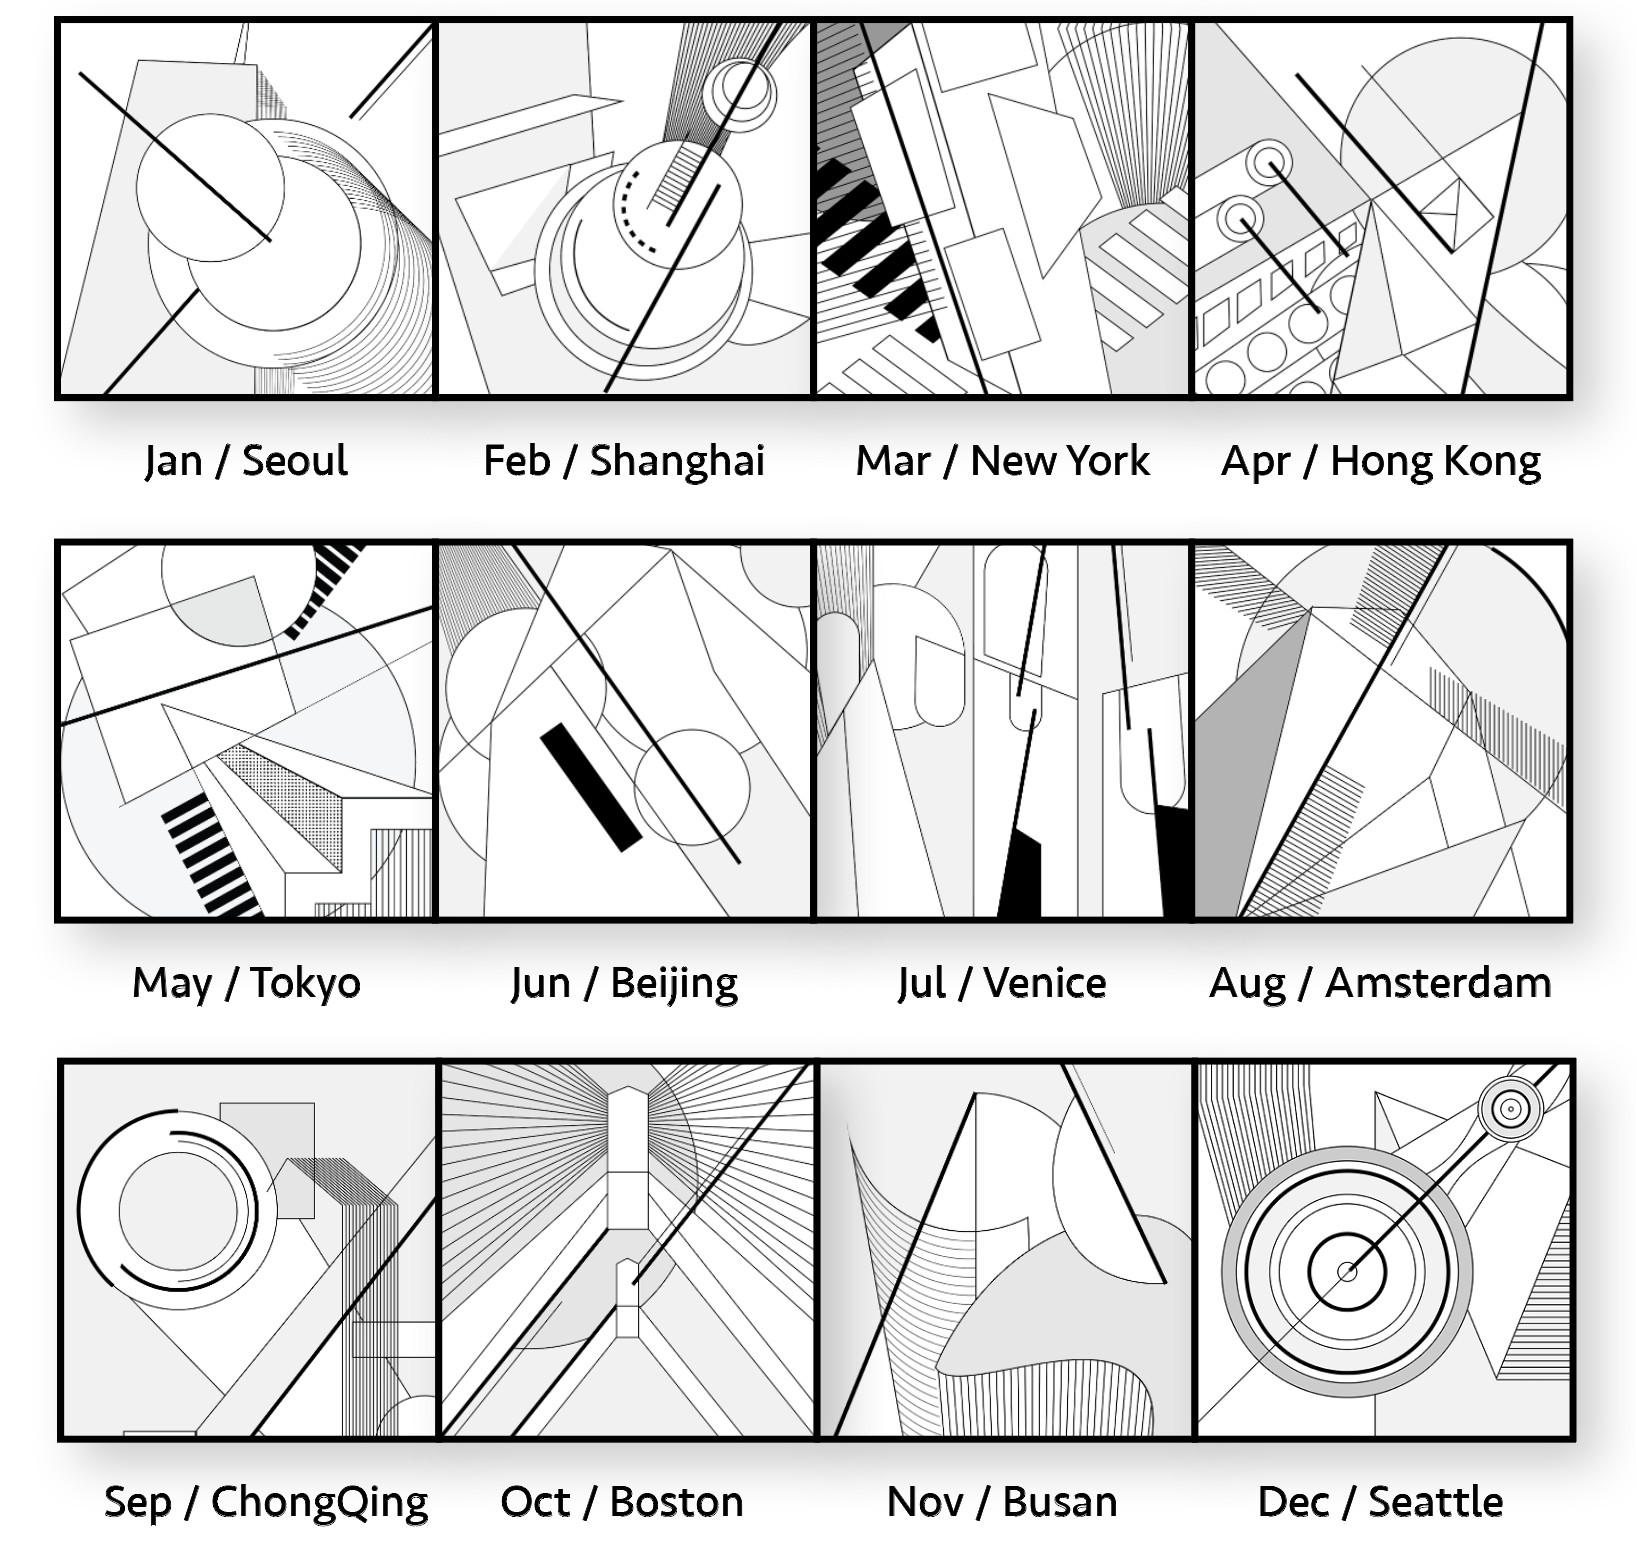 Jan / Seoul
Feb / Shanghai
Mar / New York
Apr / Hong Kong
May / Tokyo
Jun / Beijing
Jul / Venice
Aug / Amsterdam
Sep / ChongQing
Oct / Boston
Nov / Busan
Dec / Seattle